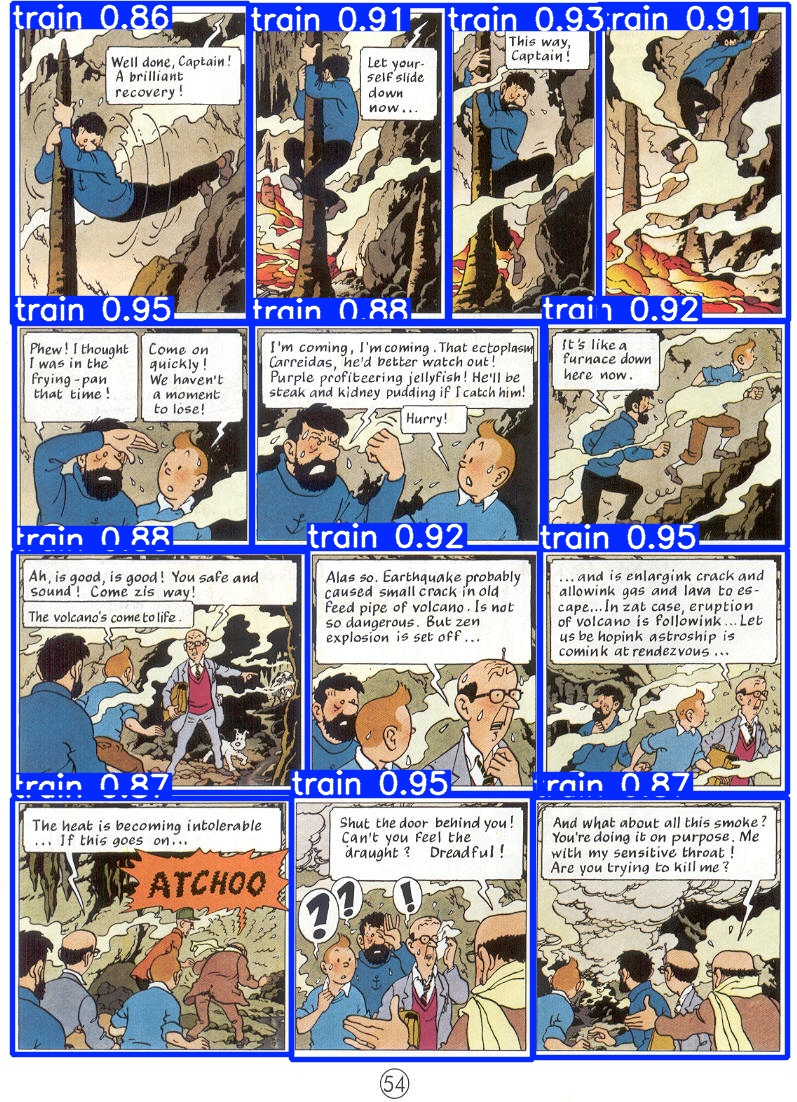 train 0.86
train 0.91
train 0.93
train 0.91
Well done, Captain!
A brilliant
recovery!
Let your-
self slide
down
now...
This way,
Captain!
train 0.95
train 0.88
train 0.92
Phew! I thought
I was in the
frying-pan
that time!
Come on
quickly!
We haven't
a moment
to lose!
I'm coming, I'm coming. That ectoplasm
Carreidas, he'd better watch out!
Purple profiteering jellyfish! He'll be
steak and kidney pudding if I catch him!
Hurry!
It's like a
furnace down
here now.
train 0.88
train 0.92
train 0.95
Ah, is good, is good! You safe and
sound! Come zis way!
The volcano's come to life.
Alas so. Earthquake probably
caused small crack in old
feed pipe of volcano. Is not
so dangerous. But zen
explosion is set off...
...and is enlargink crack and
allowink gas and lava to es-
cape...In zat case, eruption
of volcano is followink...Let
us be hopink astroship is
comink at rendezvous...
train 0.87
train 0.95
train 0.87
The heat is becoming intolerable
... If this goes on...
ATCHOO
Shut the door behind you!
Can't you feel the
draught? Dreadful!
? ? !
And what about all this smoke?
You're doing it on purpose. Me
with my sensitive throat!
Are you trying to kill me?
54